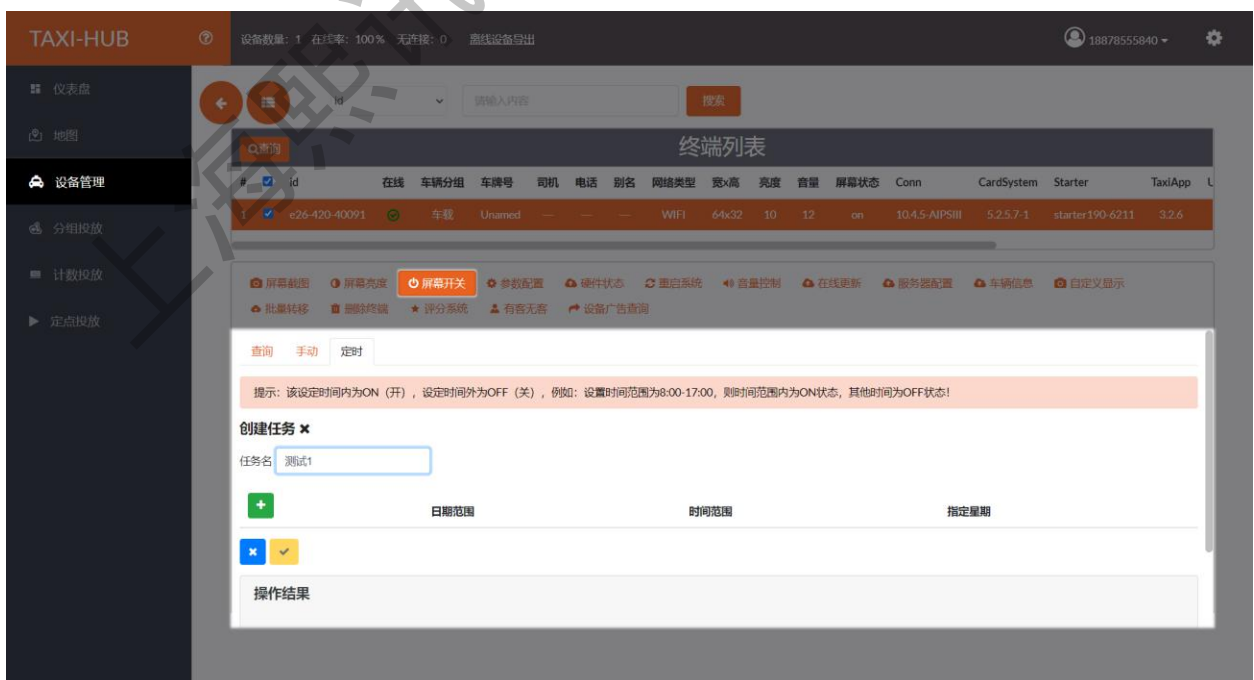 TAXI-HUB 设备数量: 1 在线率: 100% 无连接: 0 离线设备导出 18878555840
仪表盘
地图
设备管理
分组投放
计数投放
定点投放
id 请输入内容 搜索
查询 终端列表
# id 在线 车辆分组 车牌号 司机 电话 别名 网络类型 宽x高 亮度 音量 屏幕状态 Conn CardSystem Starter TaxiApp
1 e26-420-40091 车载 Unamed — — — WIFI 64x32 10 12 on 10.4.5-AIPSIII 5.2.5.7-1 starter190-6211 3.2.6
屏幕截图 屏幕亮度 屏幕开关 参数配置 硬件状态 重启系统 音量控制 在线更新 服务器配置 车辆信息 自定义显示
批量转移 删除终端 评分系统 有客无客 设备广告查询
查询 手动 定时
提示: 该设定时间内为ON (开) , 设定时间外为OFF (关) , 例如: 设置时间范围为8:00-17:00, 则时间范围内为ON状态, 其他时间为OFF状态!
创建任务
任务名 测试1
日期范围 时间范围 指定星期
操作结果